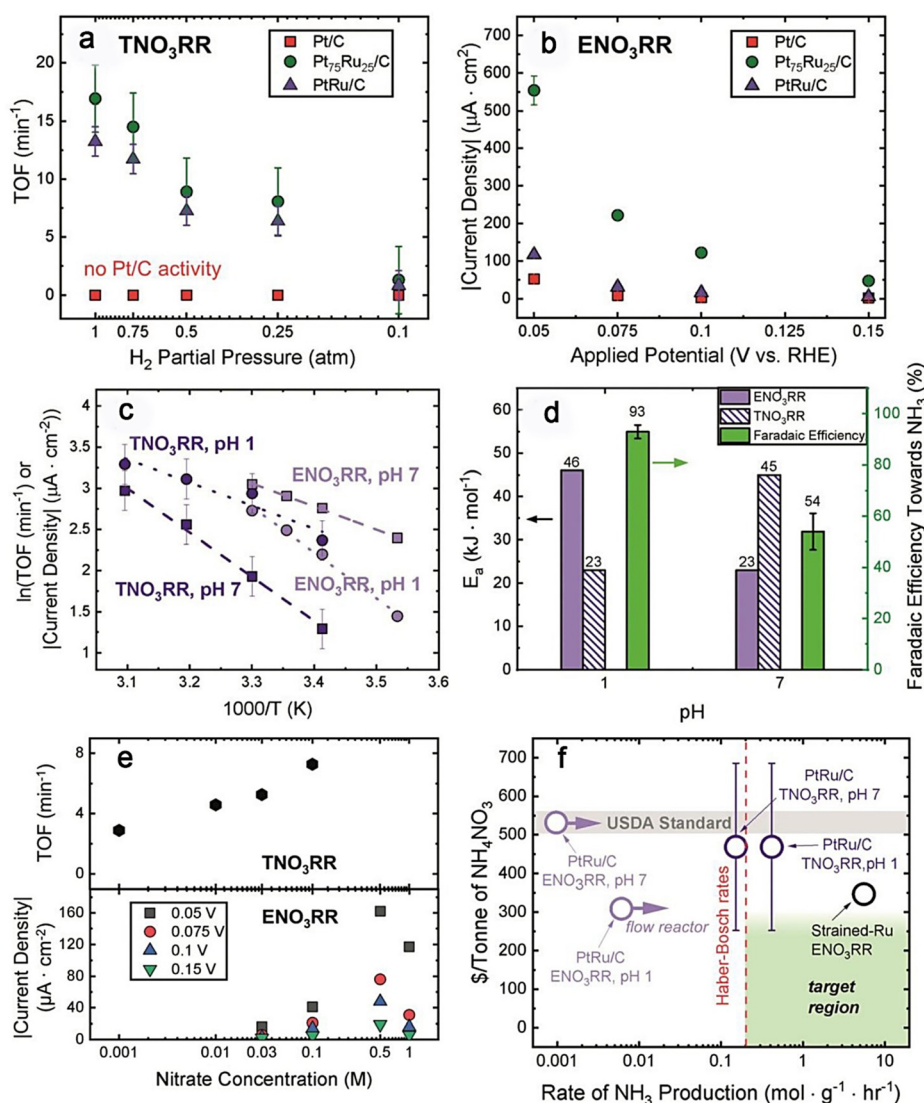 a TNO₃RR
Pt/C
Pt₇₅Ru₂₅/C
PtRu/C
TOF (min⁻¹)
20
15
10
5
0
no Pt/C activity
1 0.75 0.5 0.25 0.1
H₂ Partial Pressure (atm)
b ENO₃RR
Pt/C
Pt₇₅Ru₂₅/C
PtRu/C
|Current Density| (µA · cm²)
700
600
500
400
300
200
100
0
0.05 0.075 0.1 0.125 0.15
Applied Potential (V vs. RHE)
c
ln(TOF (min⁻¹)) or
|Current Density| (µA · cm⁻²)
4
3.5
3
2.5
2
1.5
1
TNO₃RR, pH 1
ENO₃RR, pH 7
TNO₃RR, pH 7
ENO₃RR, pH 1
3.1 3.2 3.3 3.4 3.5 3.6
1000/T (K)
d
ENO₃RR
TNO₃RR
Faradaic Efficiency
Eₐ (kJ · mol⁻¹)
60
50
40
30
20
10
0
46
23
93
23
45
54
1 7
pH
100
80
60
40
20
0
Faradaic Efficiency Towards NH₃ (%)
e
TOF (min⁻¹)
8
4
0
TNO₃RR
ENO₃RR
0.05 V
0.075 V
0.1 V
0.15 V
|Current Density|
(µA · cm⁻²)
160
120
80
40
0
0.001 0.01 0.03 0.1 0.5 1
Nitrate Concentration (M)
f
$/Tonne of NH₄NO₃
700
600
500
400
300
200
100
0
USDA Standard
PtRu/C
ENO₃RR, pH 7
flow reactor
PtRu/C
ENO₃RR, pH 1
Haber-Bosch rates
PtRu/C
TNO₃RR, pH 7
PtRu/C
TNO₃RR,pH 1
Strained-Ru
ENO₃RR
target
region
0.001 0.01 0.1 1 10
Rate of NH₃ Production (mol · g⁻¹ · hr⁻¹)